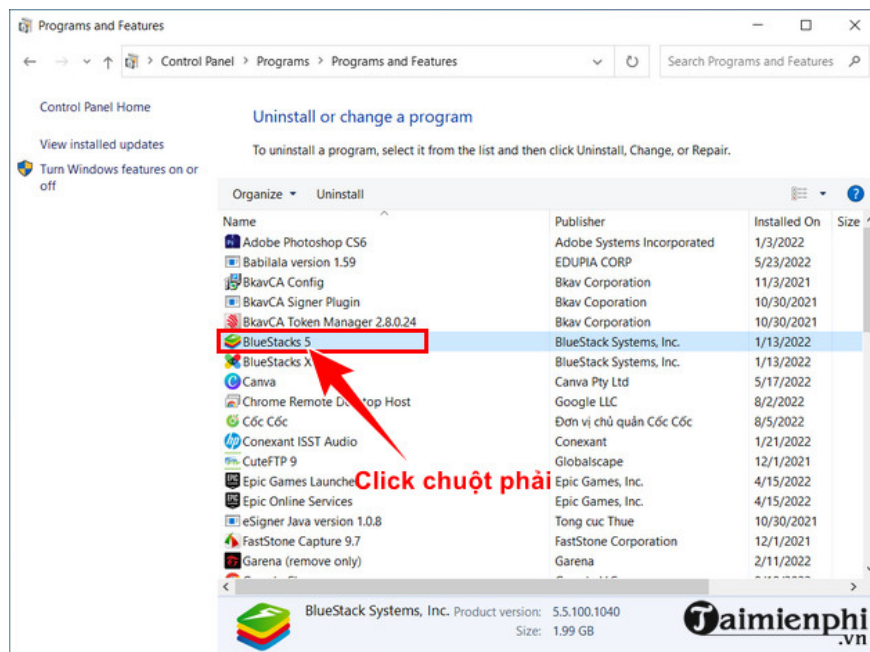 Programs and Features
Control Panel > Programs > Programs and Features
Search Programs and Features
Control Panel Home
View installed updates
Turn Windows features on or
off
Uninstall or change a program
To uninstall a program, select it from the list and then click Uninstall, Change, or Repair.
Organize Uninstall ?
Name Publisher Installed On Size
Adobe Photoshop CS6 Adobe Systems Incorporated 1/3/2022
Babilala version 1.59 EDUPIA CORP 5/23/2022
BkavCA Config Bkav Corporation 11/3/2021
BkavCA Signer Plugin Bkav Coporation 10/30/2021
BkavCA Token Manager 2.8.0.24 Bkav Corporation 10/30/2021
BlueStacks 5 BlueStack Systems, Inc. 1/13/2022
BlueStacks X BlueStack Systems, Inc. 1/13/2022
Canva Canva Pty Ltd 5/17/2022
Chrome Remote Desktop Host Google LLC 8/2/2022
Cốc Cốc Đơn vị chủ quản Cốc Cốc 8/5/2022
Conexant ISST Audio Conexant 1/21/2022
CuteFTP 9 Globalscape 12/1/2021
Epic Games Launcher Epic Games, Inc. 4/15/2022
Click chuột phải
Epic Online Services Epic Games, Inc. 4/15/2022
eSigner Java version 1.0.8 Tong cuc Thue 10/30/2021
FastStone Capture 9.7 FastStone Corporation 12/1/2021
Garena (remove only) Garena 2/11/2022
BlueStack Systems, Inc. Product version: 5.5.100.1040
Size: 1.99 GB
Taimienphi
.vn